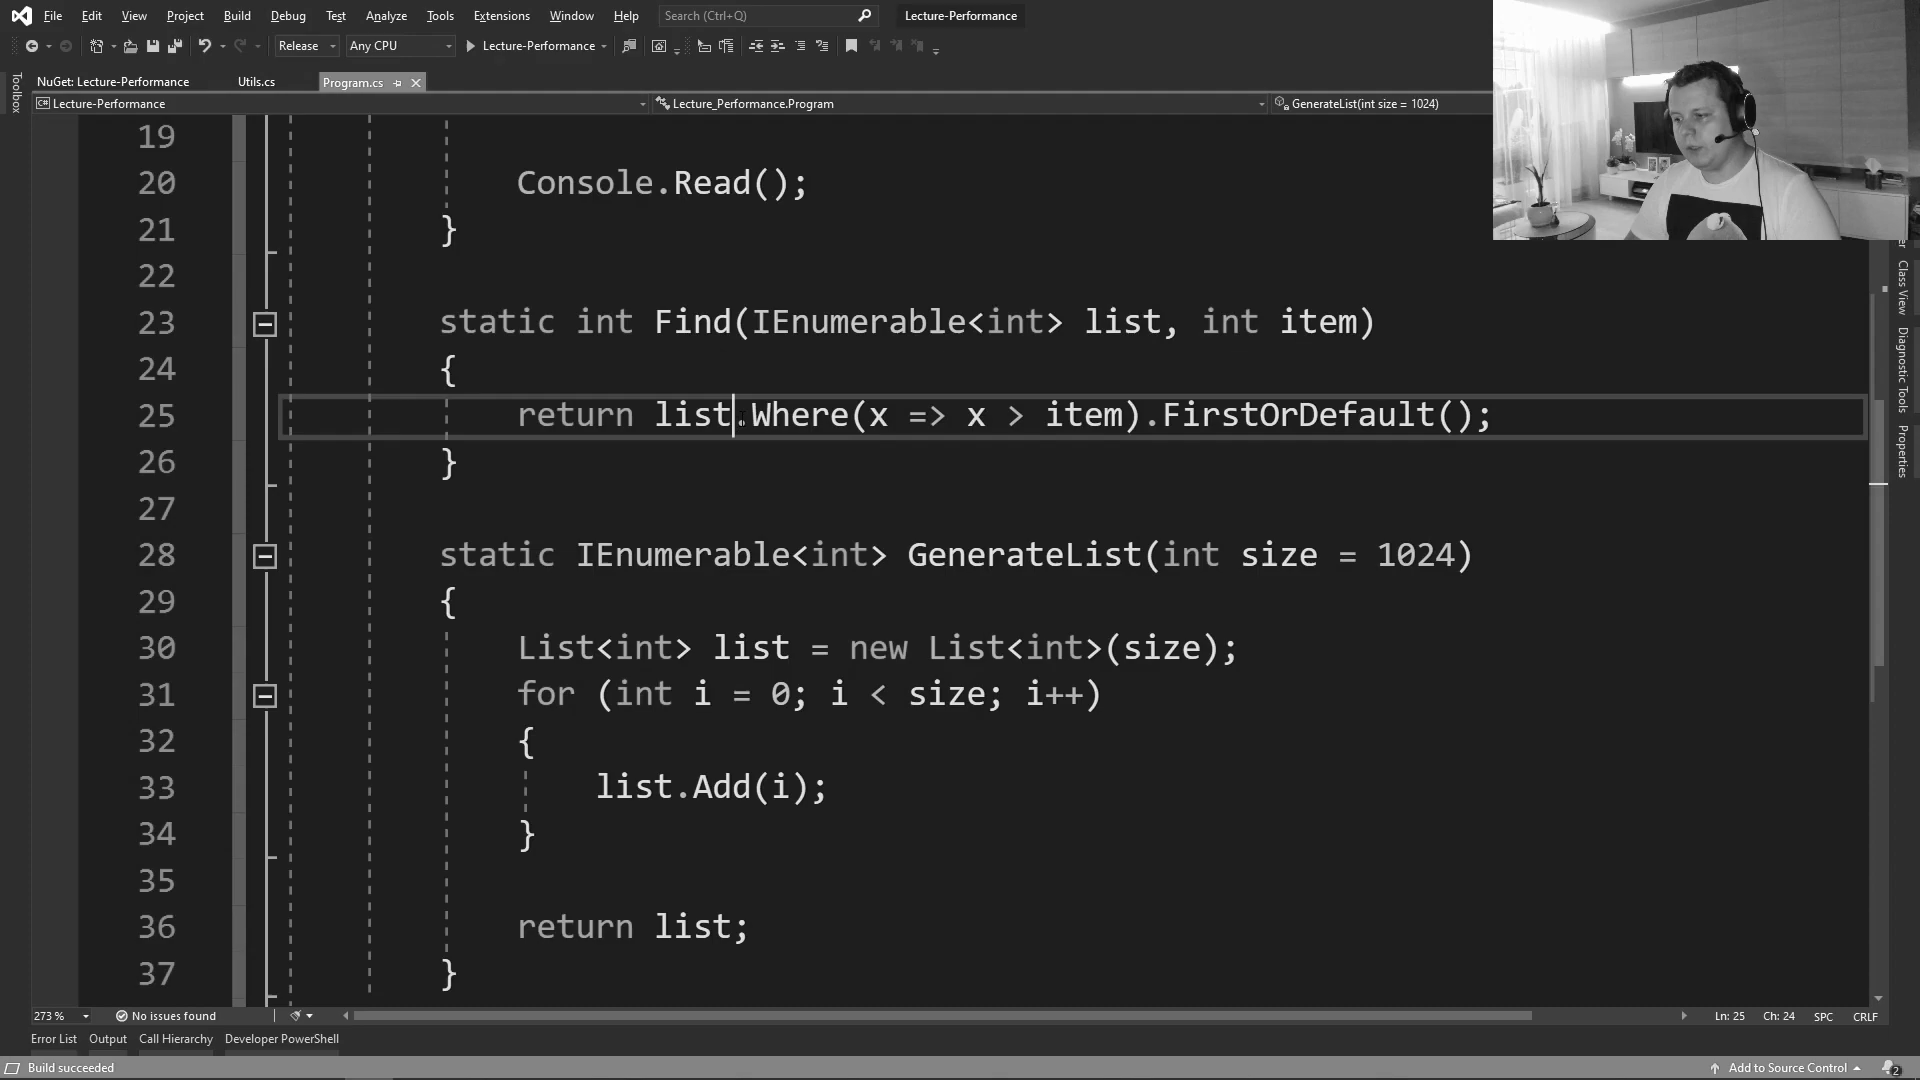 File Edit View Project Build Debug Test Analyze Tools Extensions Window Help Search (Ctrl+Q) Lecture-Performance
Release Any CPU Lecture-Performance
Toolbox
NuGet: Lecture-Performance Utils.cs Program.cs
C# Lecture-Performance Lecture_Performance.Program GenerateList(int size = 1024)
19
20 Console.Read();
21 }
22
23 static int Find(IEnumerable<int> list, int item)
24 {
25 return list.Where(x => x > item).FirstOrDefault();
26 }
27
28 static IEnumerable<int> GenerateList(int size = 1024)
29 {
30 List<int> list = new List<int>(size);
31 for (int i = 0; i < size; i++)
32 {
33 list.Add(i);
34 }
35
36 return list;
37 }
Class View
Diagnostic Tools
Properties
273 % No issues found Ln: 25 Ch: 24 SPC CRLF
Error List Output Call Hierarchy Developer PowerShell
Build succeeded Add to Source Control 2